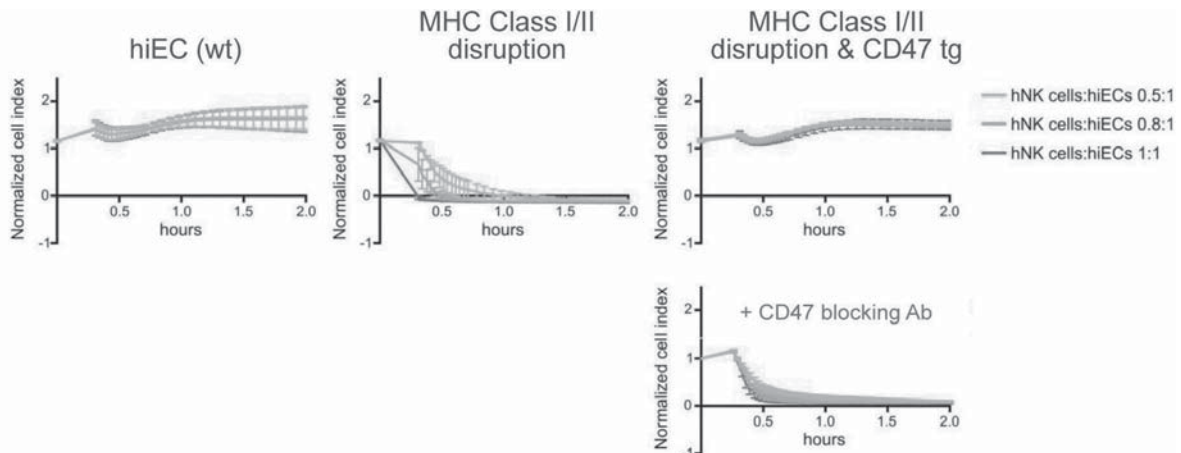 hiEC (wt)
MHC Class I/II
disruption
MHC Class I/II
disruption & CD47 tg
Normalized cell index
2
1
0
-1
0.5
1.0
1.5
2.0
hours
Normalized cell index
2
1
0
-1
0.5
1.0
1.5
2.0
hours
Normalized cell index
2
1
0
-1
0.5
1.0
1.5
2.0
hours
hNK cells:hiECs 0.5:1
hNK cells:hiECs 0.8:1
hNK cells:hiECs 1:1
+ CD47 blocking Ab
Normalized cell index
2
1
0
-1
0.5
1.0
1.5
2.0
hours